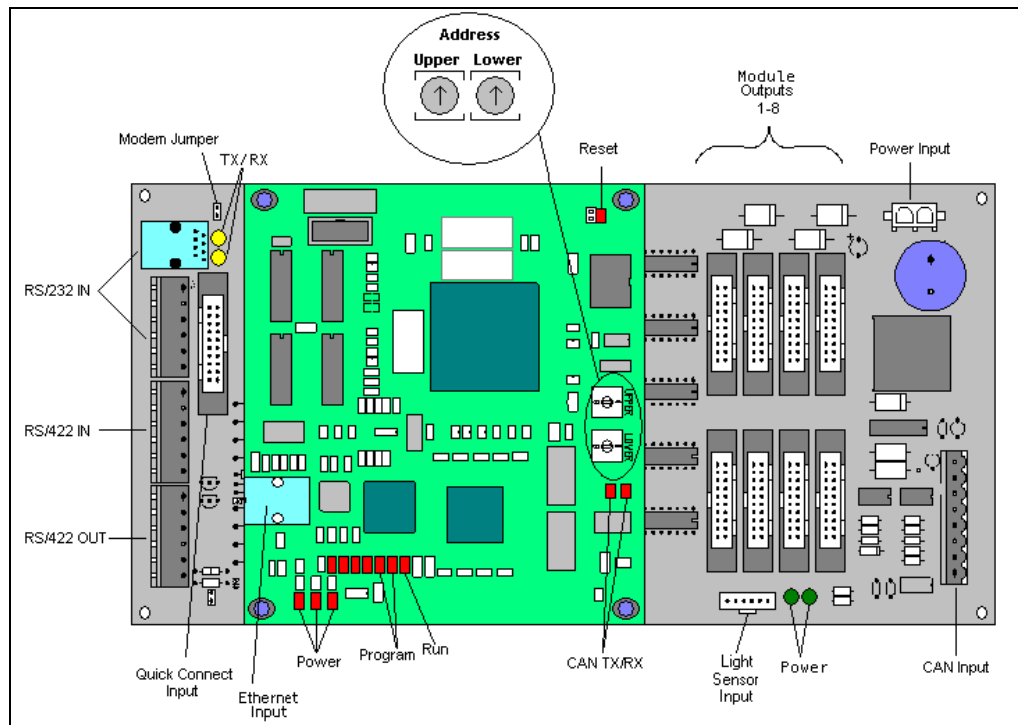 Address
Upper Lower
Module
Outputs
1-8
Modem Jumper
TX/RX
Reset
Power Input
RS/232 IN
UPPER
RS/422 IN
LOWER
RS/422 OUT
Power
Program
Run
CAN TX/RX
Light
Sensor
Input
Power
CAN Input
Quick Connect
Input
Ethernet
Input